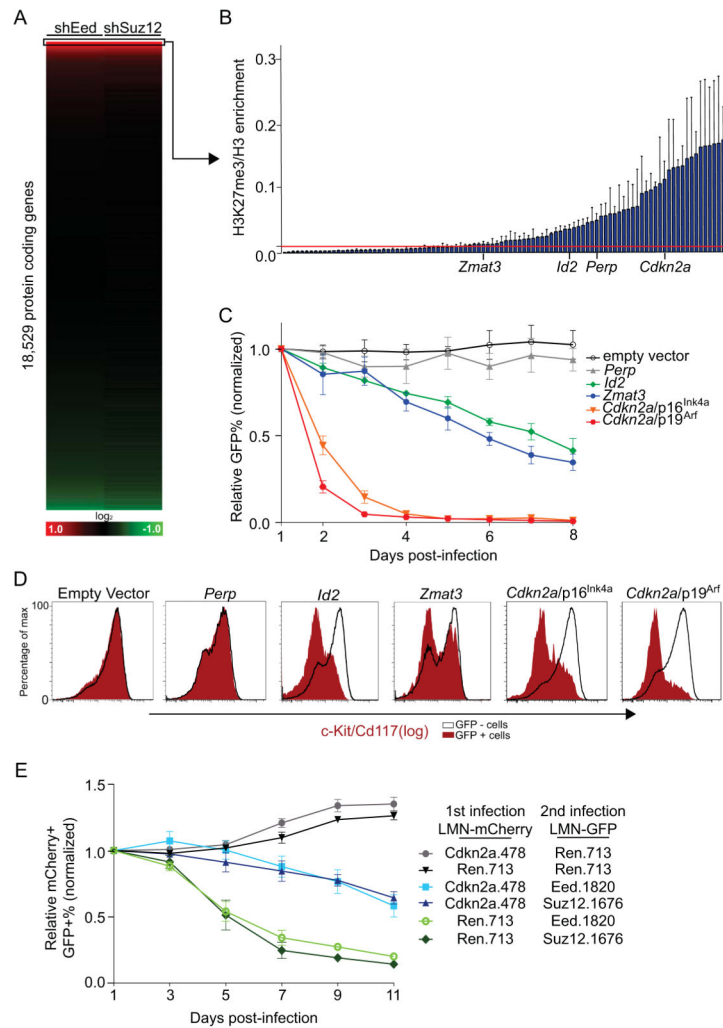 A
shEed shSuz12
18,529 protein coding genes
log2
1.0 -1.0
B
H3K27me3/H3 enrichment
0.3
0.2
0.1
0.0
Zmat3 Id2 Perp Cdkn2a
C
Relative GFP% (normalized)
1.0
0.5
0.0
1 2 4 6 8
Days post-infection
empty vector
Perp
Id2
Zmat3
Cdkn2a/p16Ink4a
Cdkn2a/p19Arf
D
Empty Vector Perp Id2 Zmat3 Cdkn2a/p16Ink4a Cdkn2a/p19Arf
Percentage of max
100
0
c-Kit/Cd117(log)
GFP - cells
GFP + cells
E
Relative mCherry+
GFP+% (normalized)
1.5
1.0
0.5
0.0
1 3 5 7 9 11
Days post-infection
1st infection 2nd infection
LMN-mCherry LMN-GFP
Cdkn2a.478 Ren.713
Ren.713 Ren.713
Cdkn2a.478 Eed.1820
Cdkn2a.478 Suz12.1676
Ren.713 Eed.1820
Ren.713 Suz12.1676